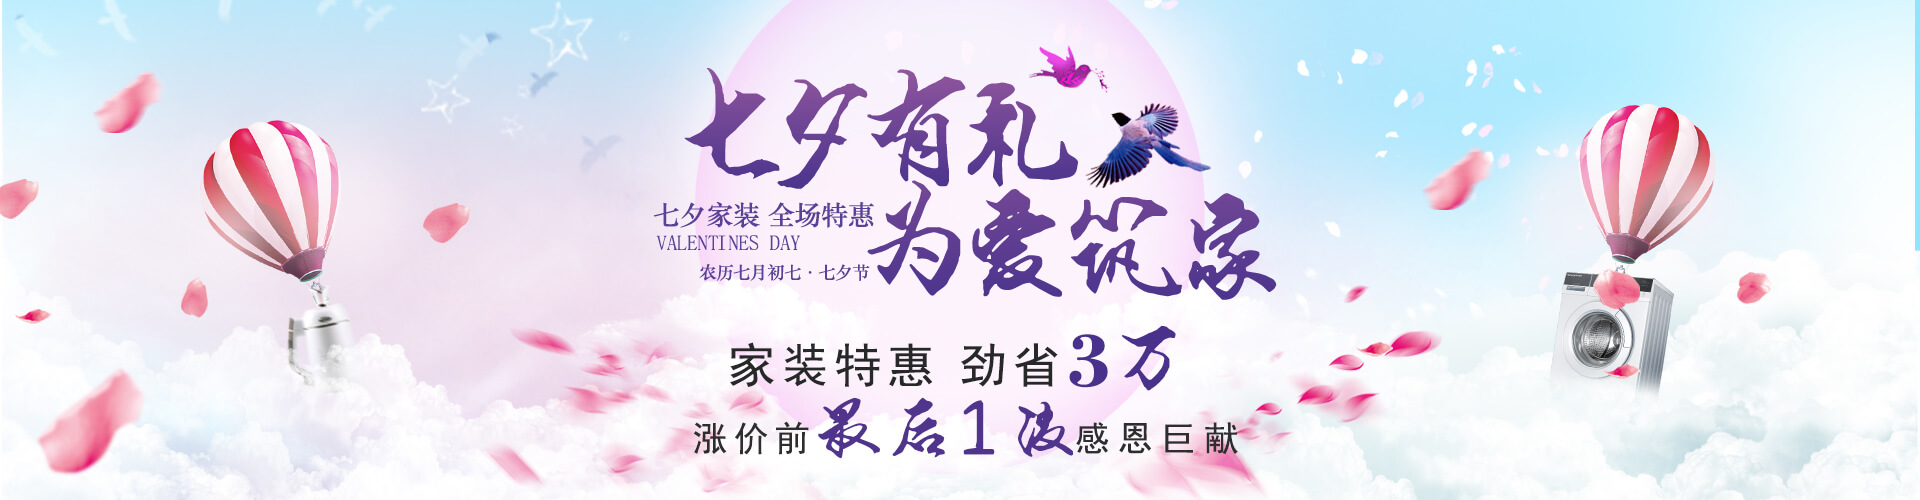 七夕有礼
七夕家装 全场特惠
VALENTINES DAY
农历七月初七·七夕节
为爱筑家
家装特惠 劲省3万
涨价前最后1波感恩巨献